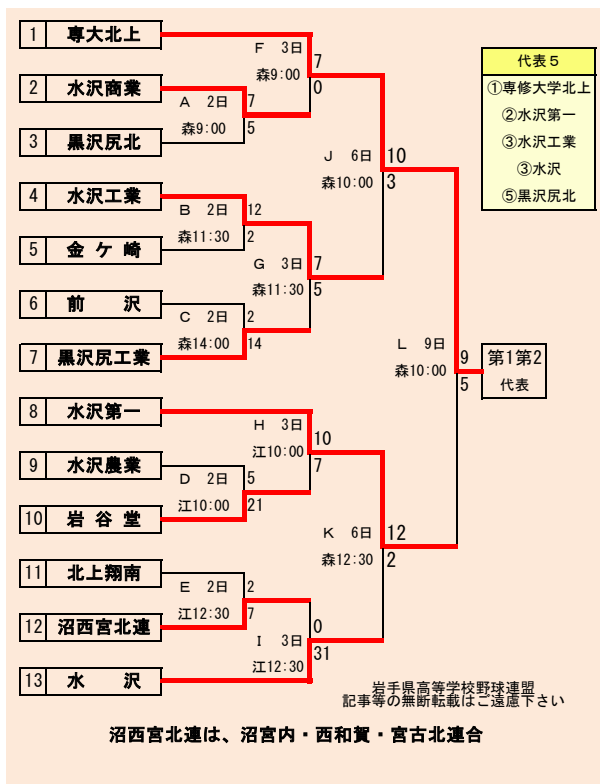 1 専大北上
2 水沢商業
3 黒沢尻北
4 水沢工業
5 金ケ崎
6 前 沢
7 黒沢尻工業
8 水沢第一
9 水沢農業
10 岩谷堂
11 北上翔南
12 沼西宮北連
13 水 沢
A 2日
森9:00
7
5
B 2日
森11:30
12
2
C 2日
森14:00
2
14
D 2日
江10:00
5
21
E 2日
江12:30
2
7
F 3日
森9:00
7
0
G 3日
森11:30
7
5
H 3日
江10:00
10
7
I 3日
江12:30
0
31
J 6日
森10:00
10
3
K 6日
森12:30
12
2
L 9日
森10:00
9
5
第1第2
代表
代表5
①専修大学北上
②水沢第一
③水沢工業
③水沢
⑤黒沢尻北
岩手県高等学校野球連盟
記事等の無断転載はご遠慮下さい
沼西宮北連は、沼宮内・西和賀・宮古北連合